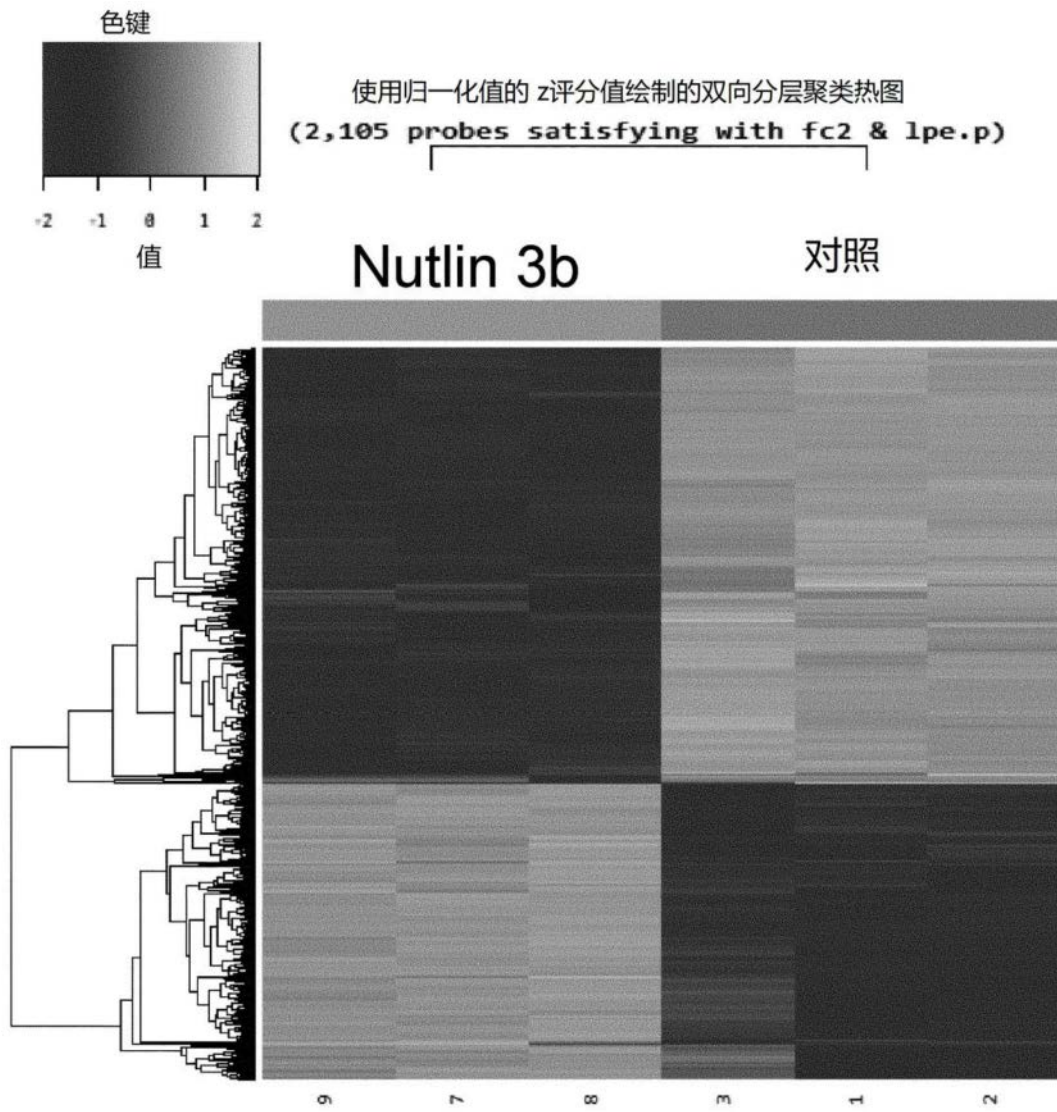 色键
使用归一化值的 z评分值绘制的双向分层聚类热图
(2,105 probes satisfying with fc2 & lpe.p)
-2 -1 0 1 2
值
Nutlin 3b
对照
9 7 8 3 1 2